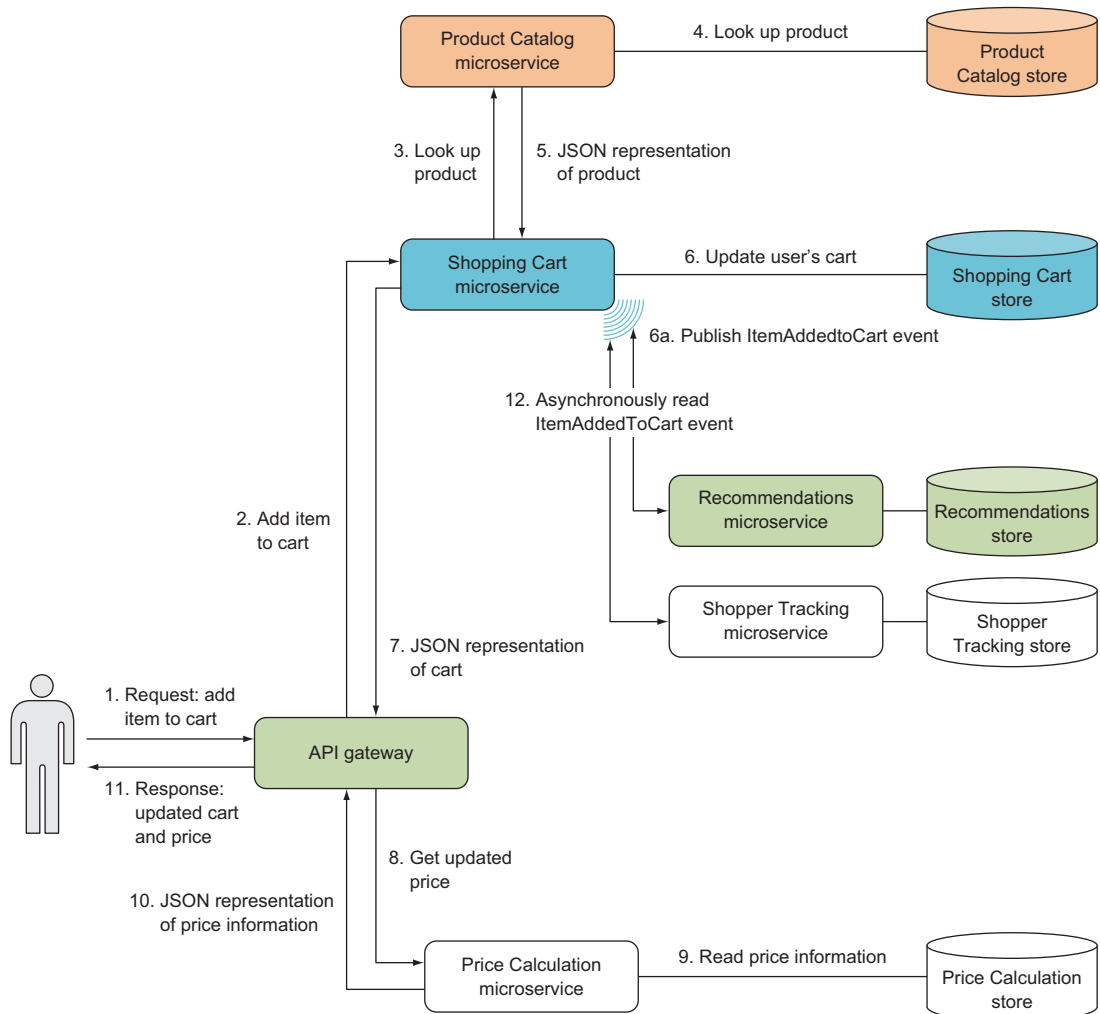 Product Catalog
microservice
4. Look up product
Product
Catalog store
3. Look up
product
5. JSON representation
of product
Shopping Cart
microservice
6. Update user's cart
Shopping Cart
store
6a. Publish ItemAddedtoCart event
12. Asynchronously read
ItemAddedToCart event
Recommendations
microservice
Recommendations
store
2. Add item
to cart
Shopper Tracking
microservice
Shopper
Tracking store
7. JSON representation
of cart
1. Request: add
item to cart
API gateway
11. Response:
updated cart
and price
8. Get updated
price
10. JSON representation
of price information
Price Calculation
microservice
9. Read price information
Price Calculation
store